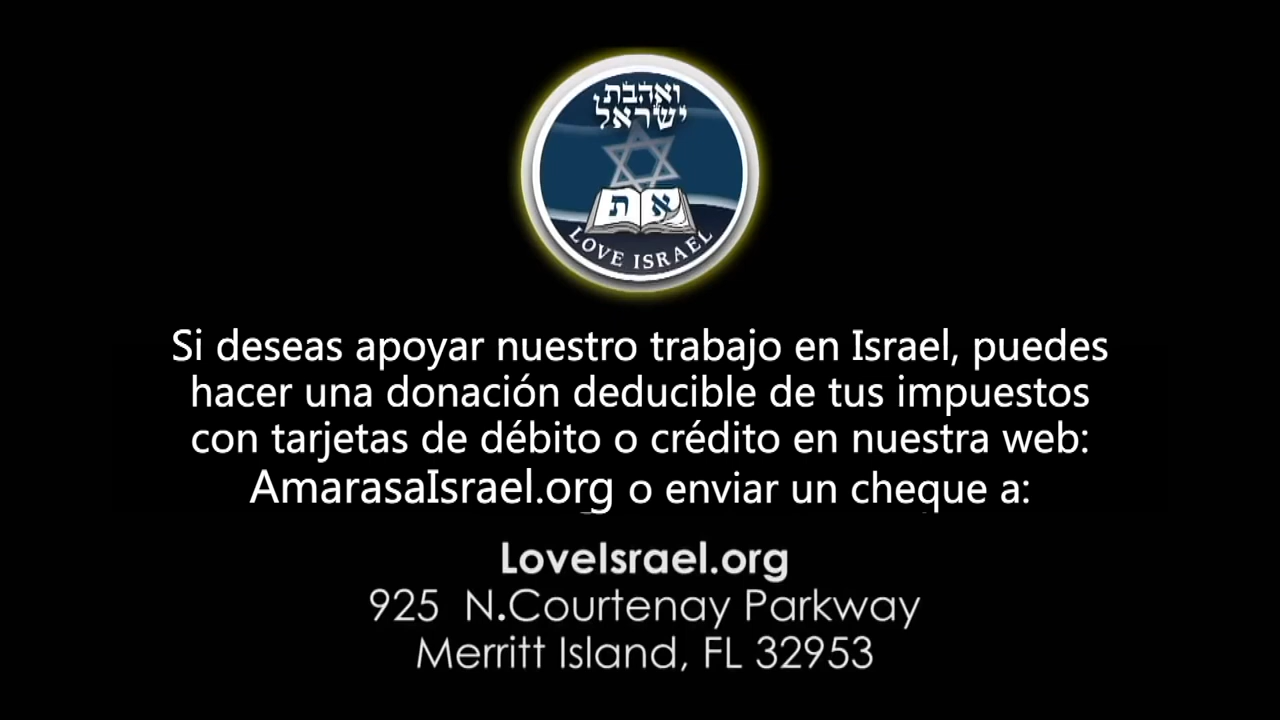 ואהבת
ישראל
ת א
LOVE ISRAEL
Si deseas apoyar nuestro trabajo en Israel, puedes
hacer una donación deducible de tus impuestos
con tarjetas de débito o crédito en nuestra web:
AmarasaIsrael.org o enviar un cheque a:
LoveIsrael.org
925 N.Courtenay Parkway
Merritt Island, FL 32953